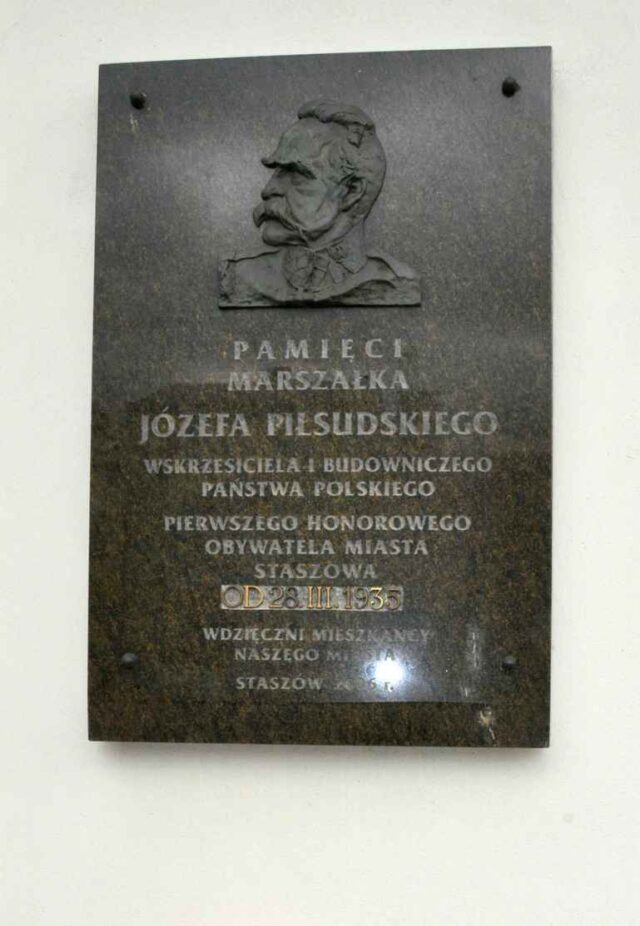 PAMIĘCI
MARSZAŁKA
JÓZEFA PIŁSUDSKIEGO
WSKRZESICIELA I BUDOWNICZEGO
PAŃSTWA POLSKIEGO
PIERWSZEGO HONOROWEGO
OBYWATELA MIASTA
STASZOWA
OD 28.III.1935
WDZIĘCZNI MIESZKAŃCY
NASZEGO MIASTA
STASZÓW r.